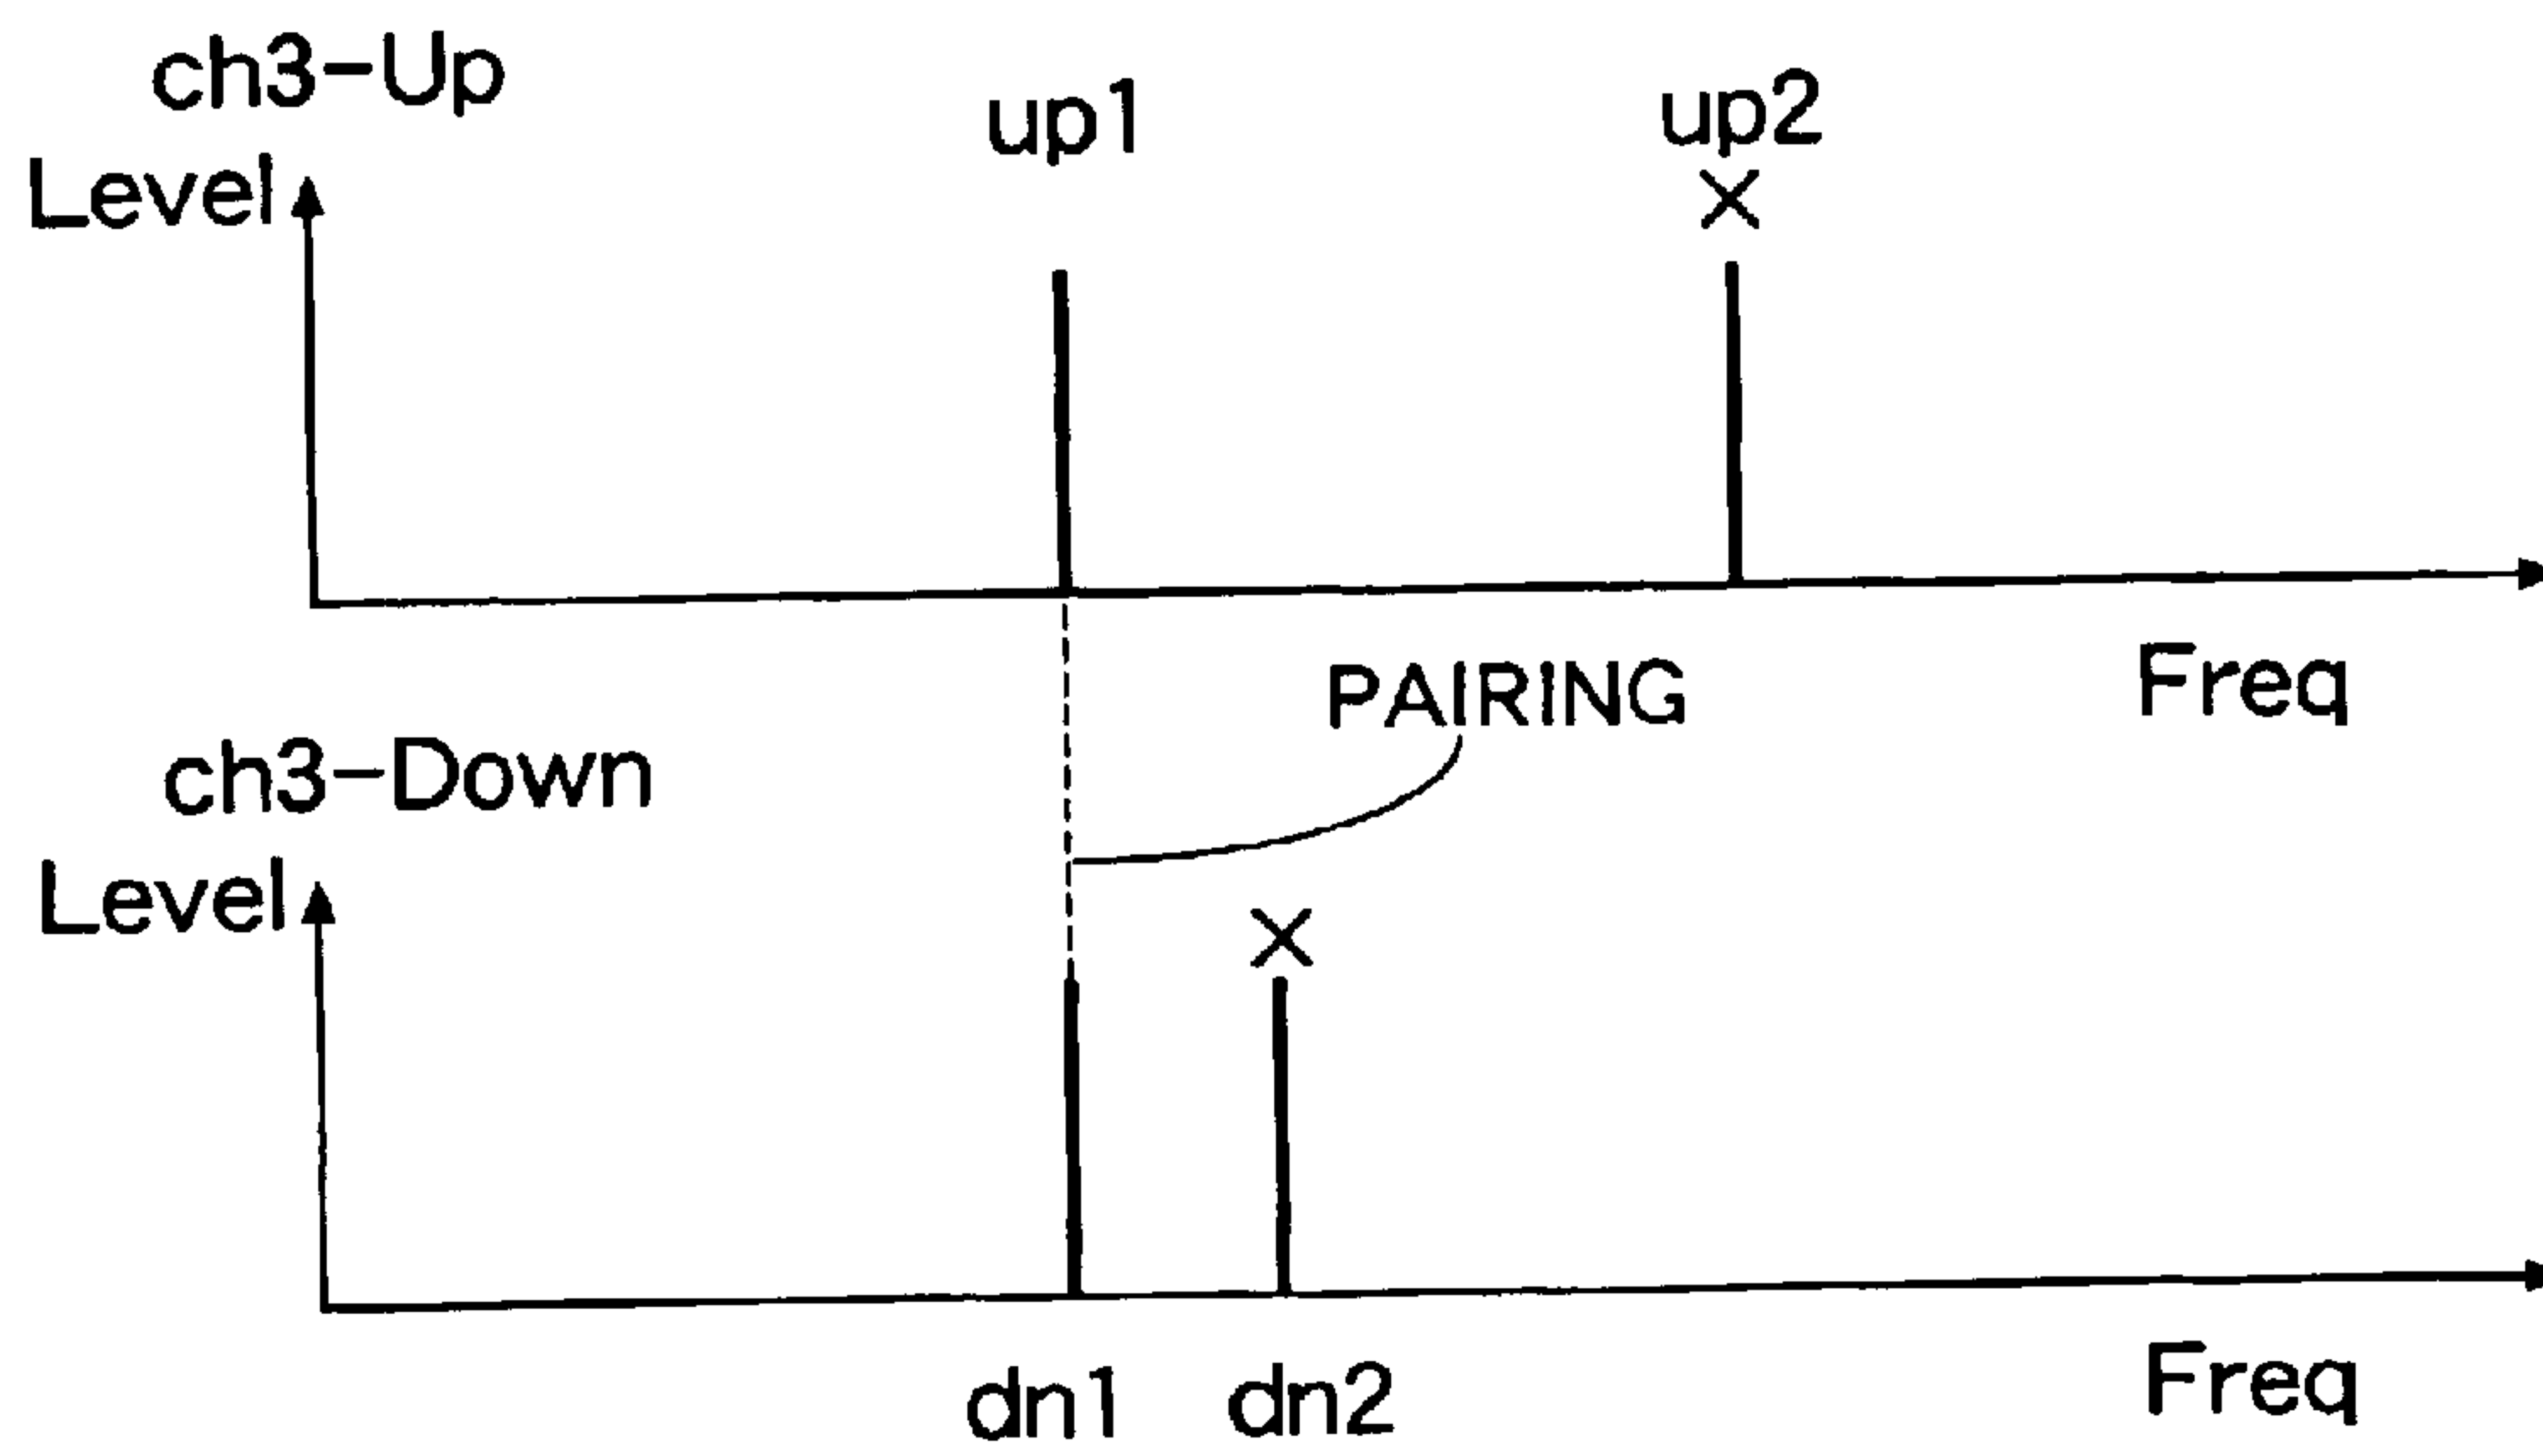 ch3-Up
up1
up2
Level
×
PAIRING
Freq
ch3-Down
Level
×
dn1
dn2
Freq